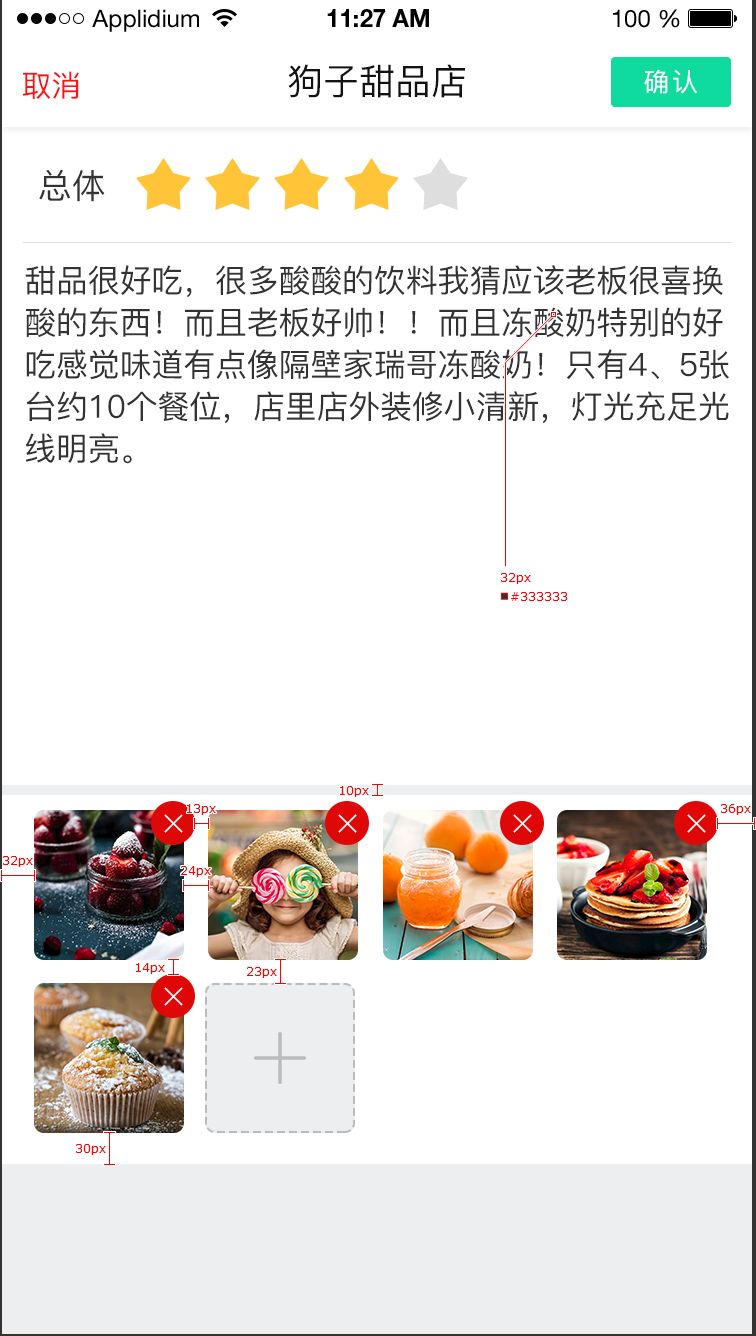 Applidium 11:27 AM 100 %
取消 狗子甜品店 确认
总体
甜品很好吃，很多酸酸的饮料我猜应该老板很喜换
酸的东西！而且老板好帅！！而且冻酸奶特别的好
吃感觉味道有点像隔壁家瑞哥冻酸奶！只有4、5张
台约10个餐位，店里店外装修小清新，灯光充足光
线明亮。
32px
#333333
10px
13px
36px
32px
24px
14px
23px
30px